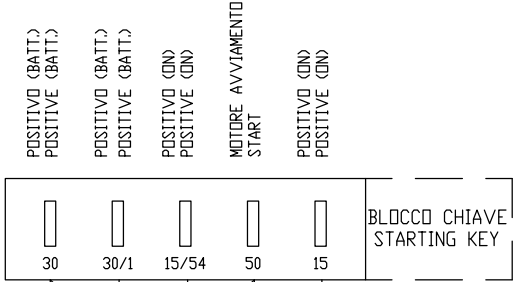 POSITIVO (BATT.)
POSITIVE (BATT.)
POSITIVO (BATT.)
POSITIVE (BATT.)
POSITIVO (ON)
POSITIVE (ON)
MOTORE AVVIAMENTO
START
POSITIVO (ON)
POSITIVE (ON)
BLOCCO CHIAVE
STARTING KEY
30 30/1 15/54 50 15